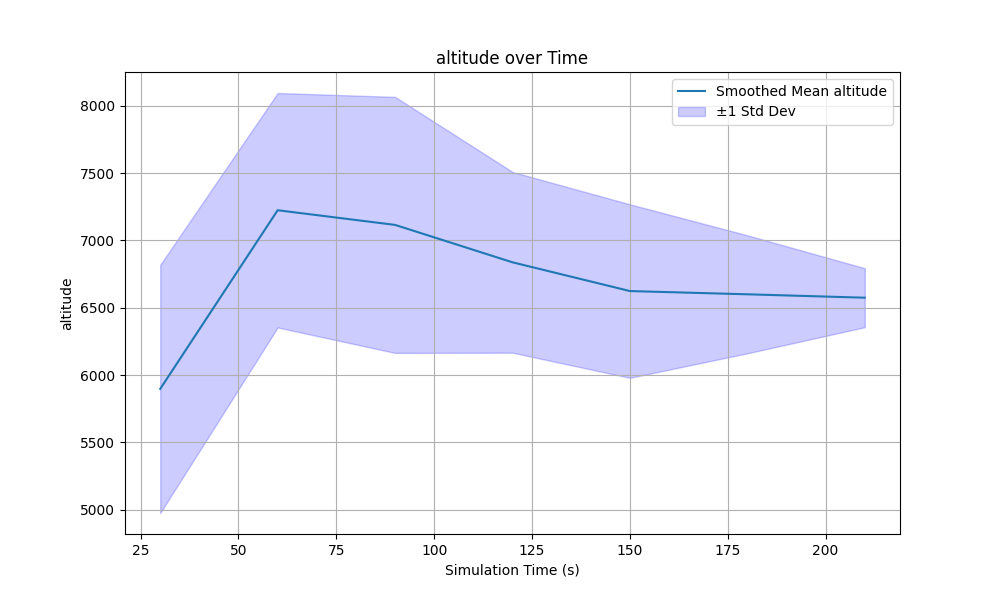 altitude over Time
Smoothed Mean altitude
±1 Std Dev
altitude
8000
7500
7000
6500
6000
5500
5000
25 50 75 100 125 150 175 200
Simulation Time (s)